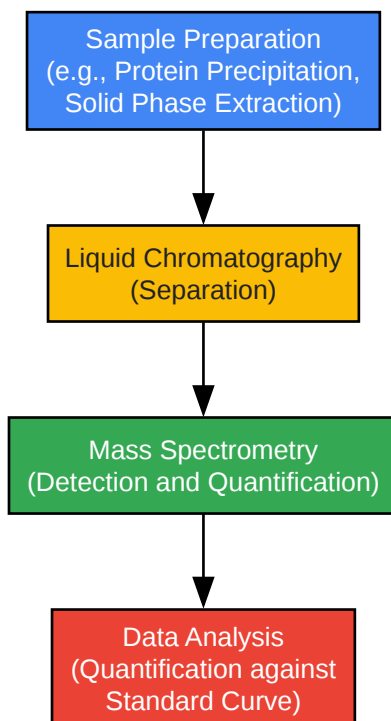 Sample Preparation
(e.g., Protein Precipitation,
Solid Phase Extraction)
Liquid Chromatography
(Separation)
Mass Spectrometry
(Detection and Quantification)
Data Analysis
(Quantification against
Standard Curve)